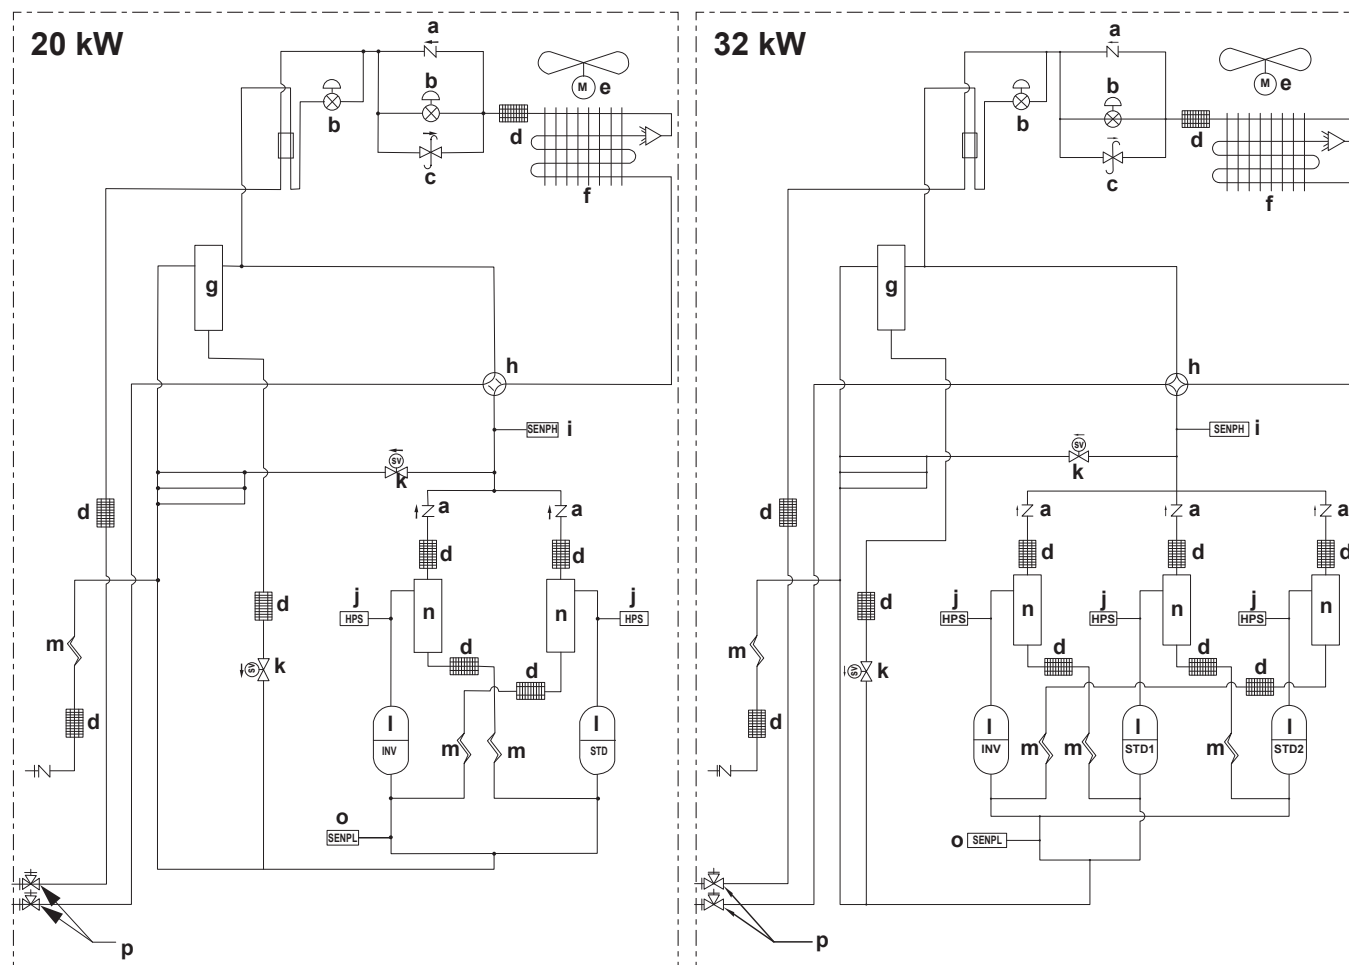 20 kW
a
M
e
b
b
d
c
f
g
h
SENPH
i
SV
k
d
a
a
d
d
j
HPS
n
n
j
HPS
d
m
SV
k
d
d
d
l
INV
m
m
l
STD
o
SENPL
p
32 kW
a
M
e
b
b
d
c
f
g
h
SENPH
i
SV
k
d
a
a
a
d
d
d
j
HPS
n
j
HPS
n
j
HPS
n
d
m
SV
k
d
d
d
d
l
INV
m
m
l
STD1
m
l
STD2
o
SENPL
p